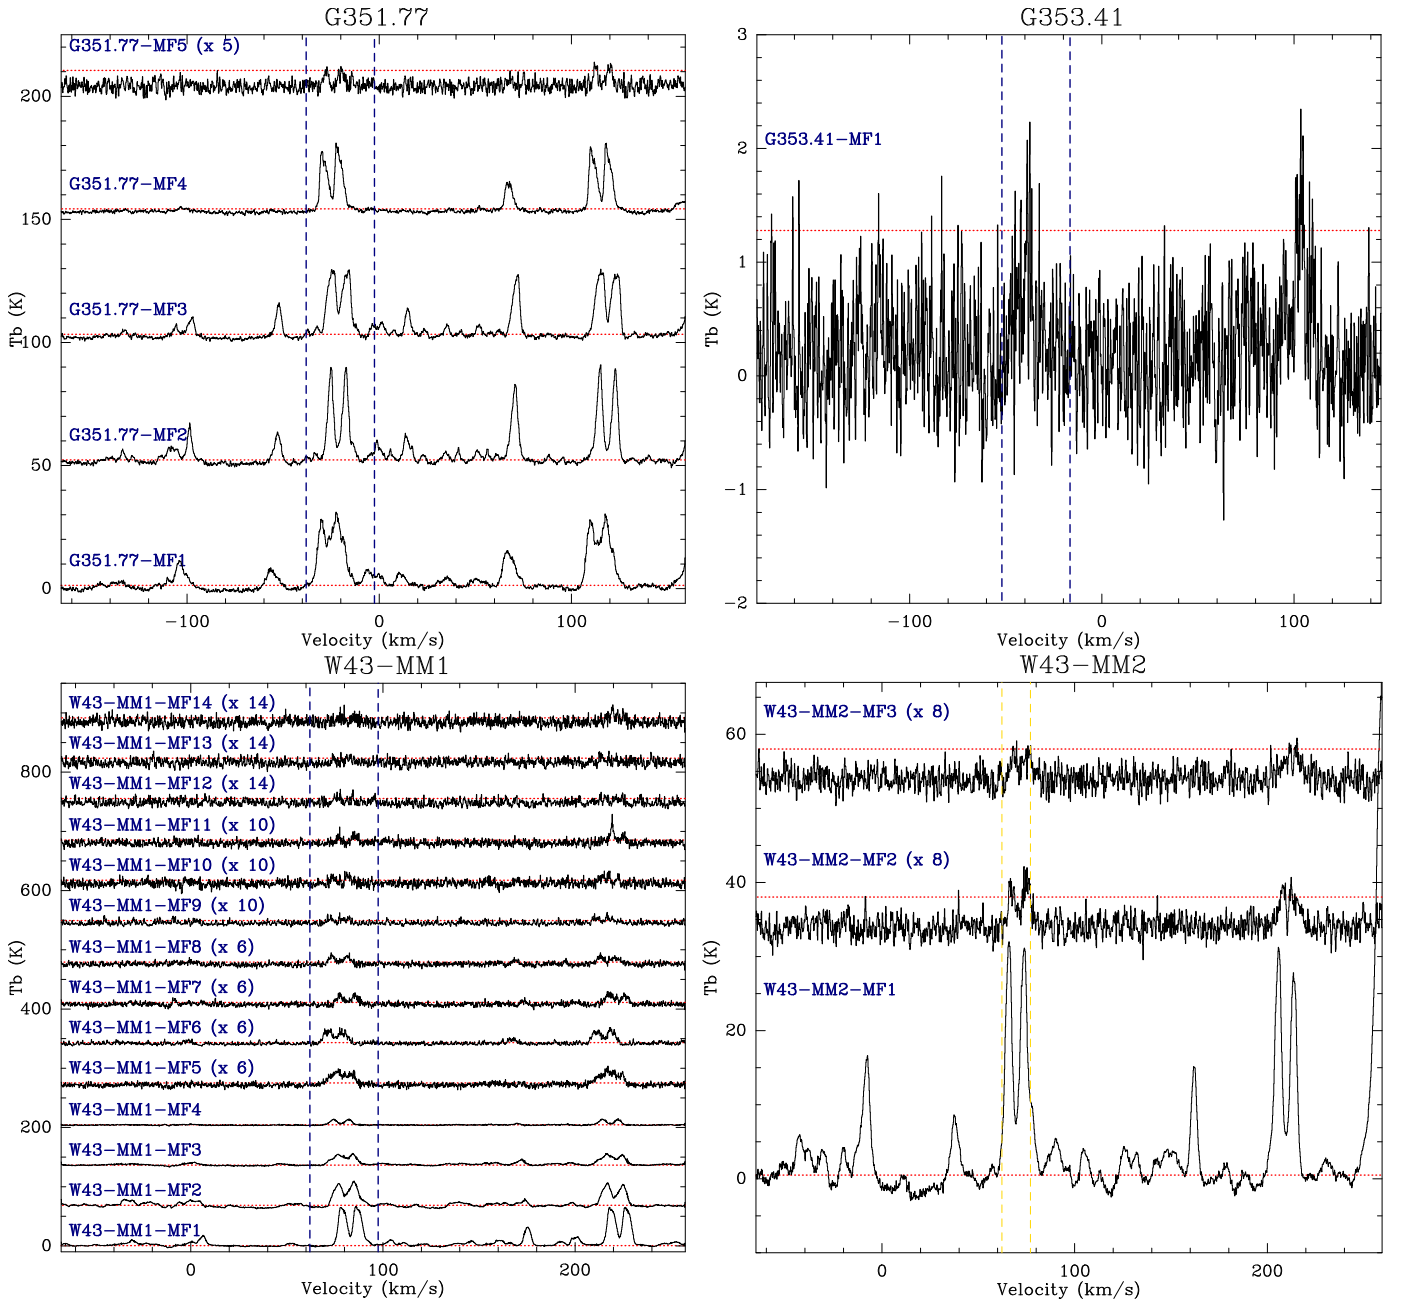 G351.77
G351.77-MF5 (x 5)
G351.77-MF4
G351.77-MF3
G351.77-MF2
G351.77-MF1
200
150
100
50
0
Tb (K)
-100
0
100
Velocity (km/s)
G353.41
G353.41-MF1
3
2
1
0
-1
-2
Tb (K)
-100
0
100
Velocity (km/s)
W43-MM1
W43-MM1-MF14 (x 14)
W43-MM1-MF13 (x 14)
W43-MM1-MF12 (x 14)
W43-MM1-MF11 (x 10)
W43-MM1-MF10 (x 10)
W43-MM1-MF9 (x 10)
W43-MM1-MF8 (x 6)
W43-MM1-MF7 (x 6)
W43-MM1-MF6 (x 6)
W43-MM1-MF5 (x 6)
W43-MM1-MF4
W43-MM1-MF3
W43-MM1-MF2
W43-MM1-MF1
800
600
400
200
0
Tb (K)
0
100
200
Velocity (km/s)
W43-MM2
W43-MM2-MF3 (x 8)
W43-MM2-MF2 (x 8)
W43-MM2-MF1
60
40
20
0
Tb (K)
0
100
200
Velocity (km/s)